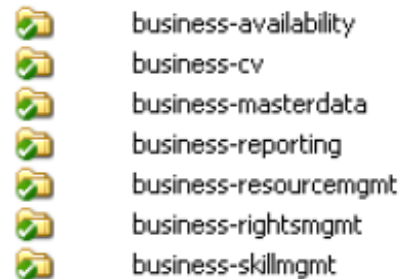 business-availability
business-cv
business-masterdata
business-reporting
business-resourcemgmt
business-rightsmgmt
business-skillmgmt